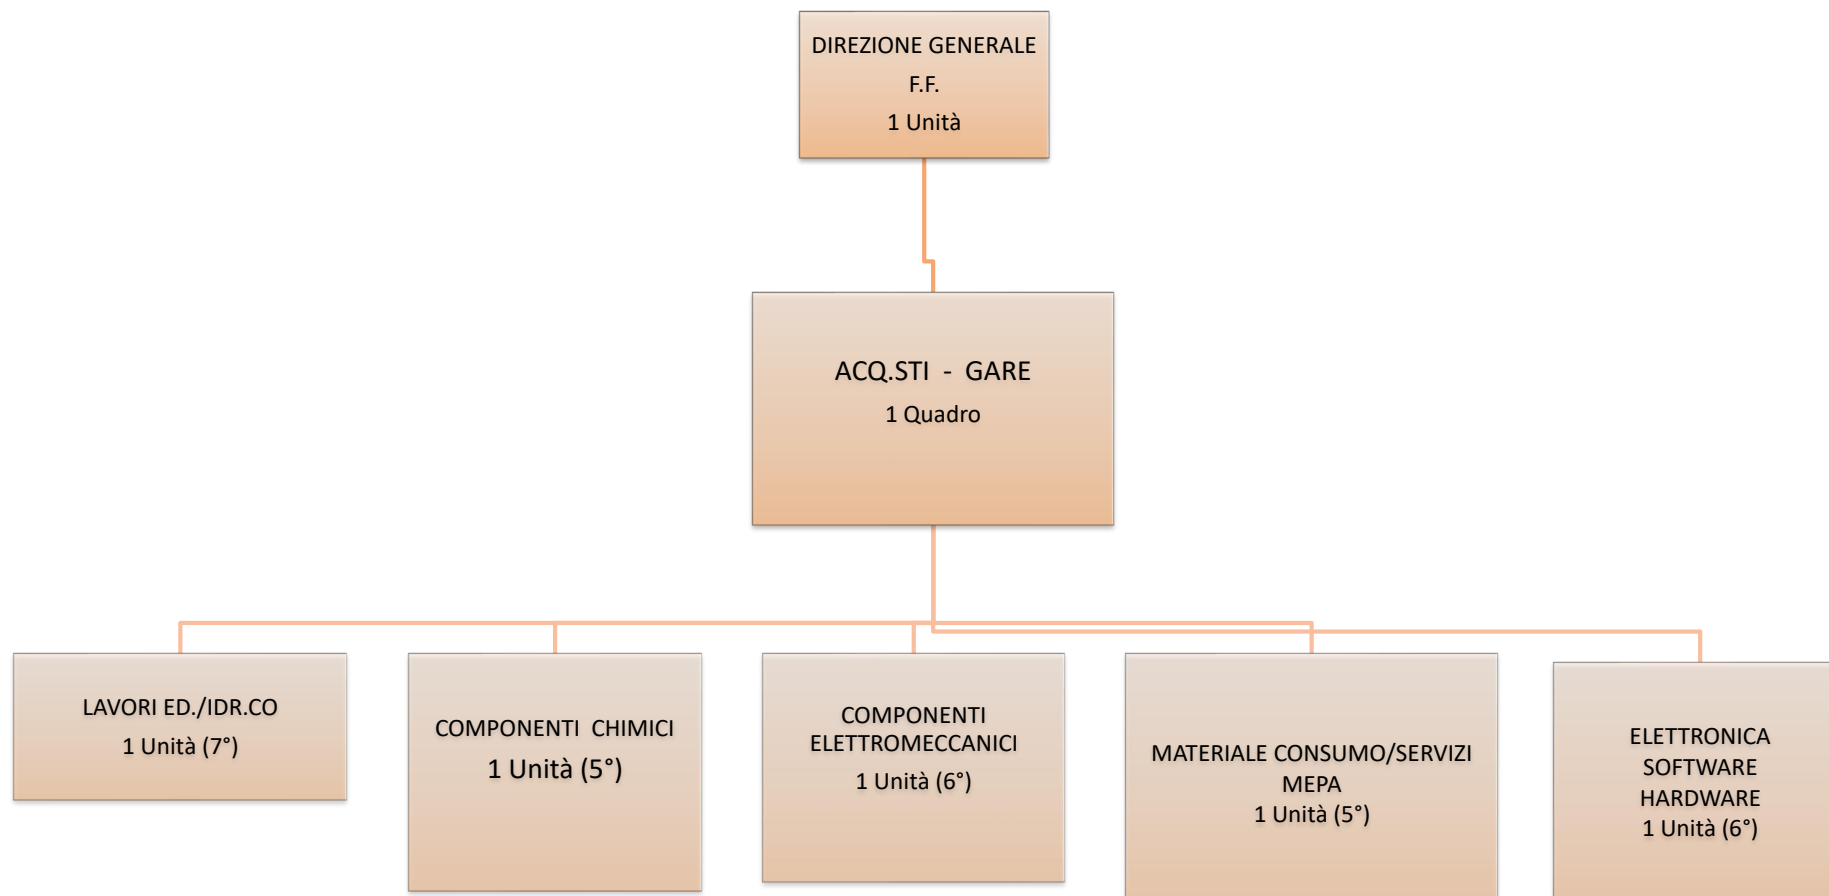 DIREZIONE GENERALE
F.F.
1 Unità
ACQ.STI - GARE
1 Quadro
LAVORI ED./IDR.CO
1 Unità (7°)
COMPONENTI CHIMICI
1 Unità (5°)
COMPONENTI
ELETTROMECCANICI
1 Unità (6°)
MATERIALE CONSUMO/SERVIZI
MEPA
1 Unità (5°)
ELETTRONICA
SOFTWARE
HARDWARE
1 Unità (6°)